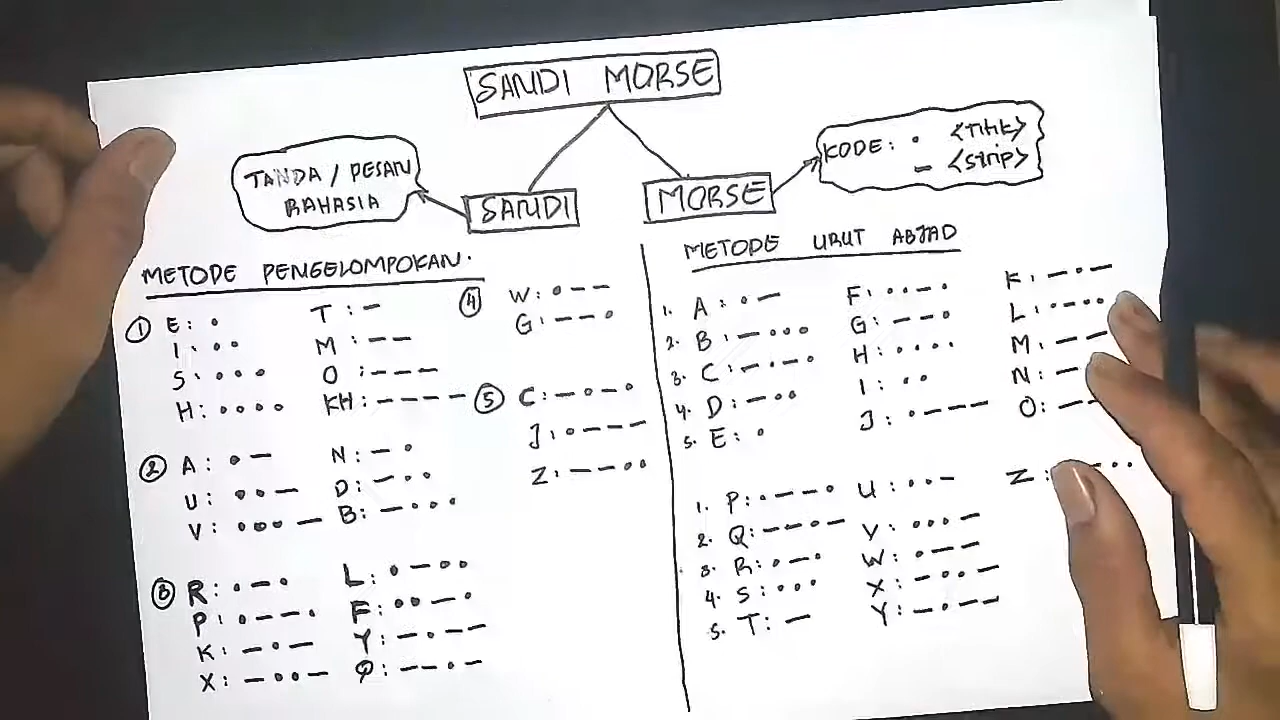 SANDI MORSE
TANDA / PESAN
RAHASIA
SANDI
MORSE
KODE: • <Titik>
– <strip>
METODE PENGELOMPOKAN.
① E: •
I: ••
S: •••
H: ••••
T: –
M: ––
O: –––
KH: ––––
② A: •–
U: ••–
V: •••–
N: –•
D: –••
B: –•••
③ R: •–•
P: •––•
K: –•–
X: –••–
L: •–••
F: ••–•
Y: –•––
Q: ––•–
④ W: •––
G: ––•
⑤ C: –•–•
J: •–––
Z: ––••
METODE URUT ABJAD
1. A: •–
2. B: –•••
3. C: –•–•
4. D: –••
5. E: •
F: ••–•
G: ––•
H: ••••
I: ••
J: •–––
K: –•–
L: •–••
M: ––
N: –
O: ––
1. P: •––•
2. Q: ––•–
3. R: •–•
4. S: •••
5. T: –
U: ••–
V: •••–
W: •––
X: –••–
Y: –•––
Z: –••